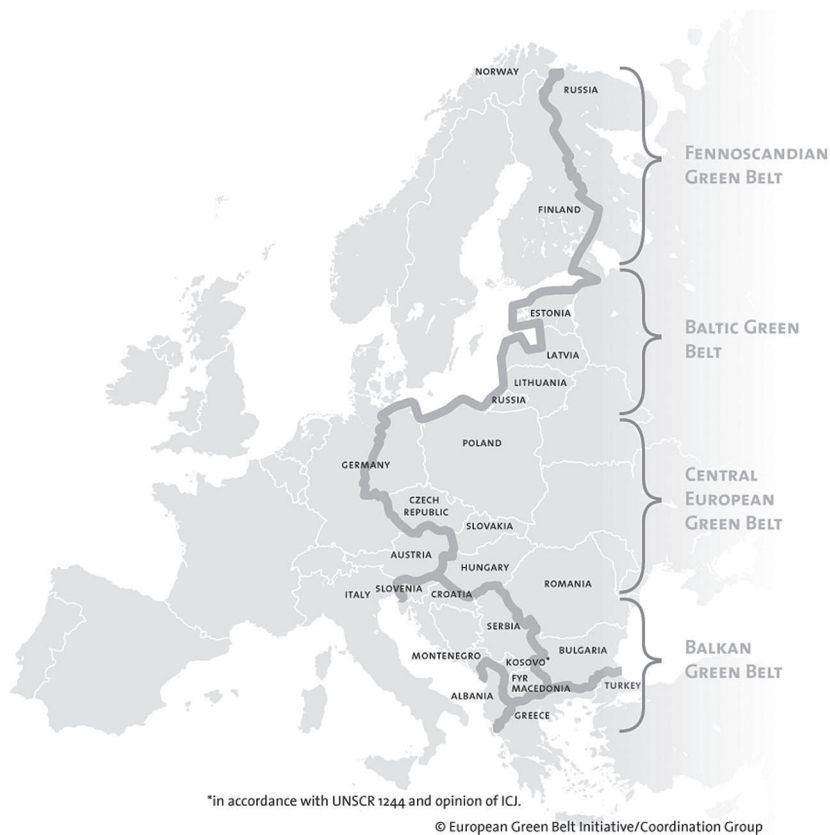 NORWAY
RUSSIA
FENNOSCANDIAN
GREEN BELT
FINLAND
ESTONIA
BALTIC GREEN
BELT
LATVIA
LITHUANIA
RUSSIA
POLAND
GERMANY
CENTRAL
EUROPEAN
GREEN BELT
CZECH
REPUBLIC
SLOVAKIA
AUSTRIA
HUNGARY
ROMANIA
ITALY
SLOVENIA
CROATIA
SERBIA
BULGARIA
BALKAN
GREEN BELT
MONTENEGRO
KOSOVO*
FYR
MACEDONIA
TURKEY
ALBANIA
GREECE
*in accordance with UNSCR 1244 and opinion of ICJ.
© European Green Belt Initiative/Coordination Group